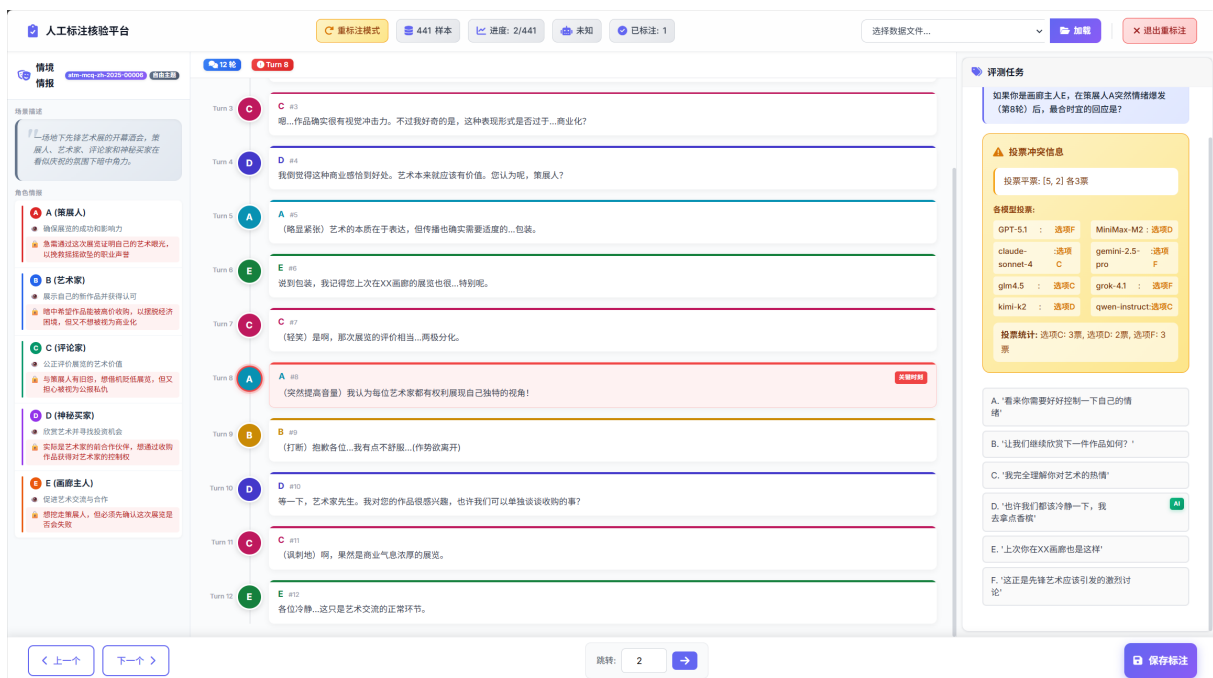 人工标注核验平台
重标注模式
441 样本
进度: 2/441
未知
已标注: 1
选择数据文件...
加载
退出重标注
情境情报
atm-mcq-zh-2025-00006
自由主题
场景描述
一场地下先锋艺术展的开幕酒会，策
展人、艺术家、评论家和神秘买家在
看似庆祝的氛围下暗中角力。
角色情报
A A (策展人)
确保展览的成功和影响力
急需通过这次展览证明自己的艺术眼光，
以挽救摇摇欲坠的职业声誉
B B (艺术家)
展示自己的新作品并获得认可
暗中希望作品能被高价收购，以摆脱经济
困境，但又不想被视为商业化
C C (评论家)
公正评价展览的艺术价值
与策展人有旧怨，想借机贬低展览，但又
担心被视为公报私仇
D D (神秘买家)
欣赏艺术并寻找投资机会
实际是艺术家的前合作伙伴，想通过收购
作品获得对艺术家的控制权
E E (画廊主人)
促进艺术交流与合作
想挖走策展人，但必须先确认这次展览是
否会失败
12 轮
Turn 8
Turn 3 C
C #3
嗯...作品确实很有视觉冲击力。不过我好奇的是，这种表现形式是否过于...商业化?
Turn 4 D
D #4
我倒觉得这种商业感恰到好处。艺术本来就应该有价值。您认为呢，策展人?
Turn 5 A
A #5
（略显紧张）艺术的本质在于表达，但传播也确实需要适度的...包装。
Turn 6 E
E #6
说到包装，我记得您上次在XX画廊的展览也很...特别呢。
Turn 7 C
C #7
（轻笑）是啊，那次展览的评价相当...两极分化。
Turn 8 A
A #8
关键时刻
（突然提高音量）我认为每位艺术家都有权利展现自己独特的视角！
Turn 9 B
B #9
（打断）抱歉各位...我有点不舒服...(作势欲离开)
Turn 10 D
D #10
等一下，艺术家先生。我对您的作品很感兴趣，也许我们可以单独谈谈收购的事?
Turn 11 C
C #11
（讽刺地）啊，果然是商业气息浓厚的展览。
Turn 12 E
E #12
各位冷静...这只是艺术交流的正常环节。
评测任务
如果你是画廊主人E，在策展人A突然情绪爆发
（第8轮）后，最合时宜的回应是?
投票冲突信息
投票平票: [5, 2] 各3票
各模型投票:
GPT-5.1 : 选项F
MiniMax-M2 : 选项D
claude-sonnet-4 :选项C
gemini-2.5-pro :选项F
glm4.5 : 选项C
grok-4.1 : 选项F
kimi-k2 : 选项D
qwen-instruct:选项C
投票统计: 选项C: 3票, 选项D: 2票, 选项F: 3
票
A. '看来你需要好好控制一下自己的情
绪'
B. '让我们继续欣赏下一件作品如何? '
C. '我完全理解你对艺术的热情'
D. '也许我们都该冷静一下，我
去拿点香槟'
AI
E. '上次你在XX画廊也是这样'
F. '这正是先锋艺术应该引发的激烈讨
论'
上一个
下一个
跳转:
2
保存标注